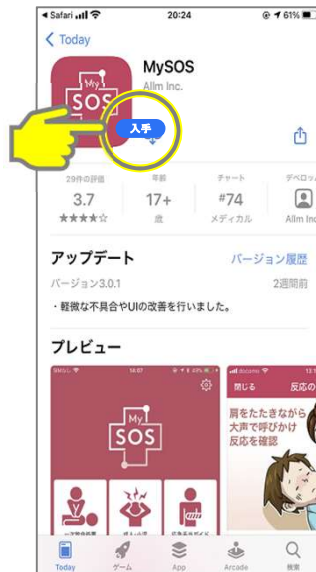 Safari 20:24 61%
Today
MySOS
Allm Inc.
My
SOS
入手
29件の評価 年齢 チャート デベロッ
3.7 17+ #74
歳 メディカル Allm Inc
アップデート バージョン履歴
バージョン3.0.1 2週間前
・軽微な不具合やUIの改善を行いました。
プレビュー
14:07 43%
docomo
閉じる 反応の
My
SOS
肩をたたきながら
大声で呼びかけ
反応を確認
Today ゲーム App Arcade 検索